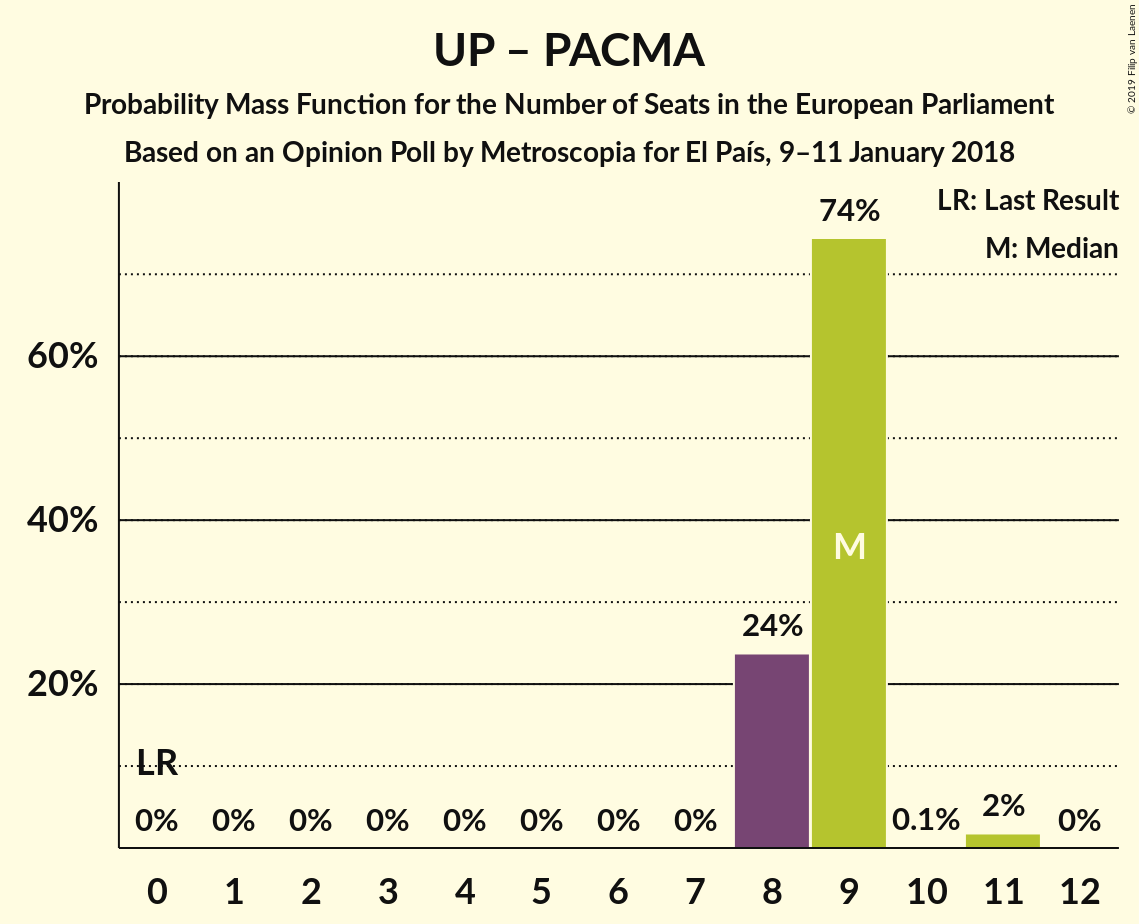 UP – PACMA
Probability Mass Function for the Number of Seats in the European Parliament
Based on an Opinion Poll by Metroscopia for El País, 9–11 January 2018
© 2019 Filip van Laenen
LR: Last Result
M: Median
74%
60%
40%
M
24%
20%
LR
0% 0% 0% 0% 0% 0% 0% 0% 0.1% 2% 0%
0 1 2 3 4 5 6 7 8 9 10 11 12